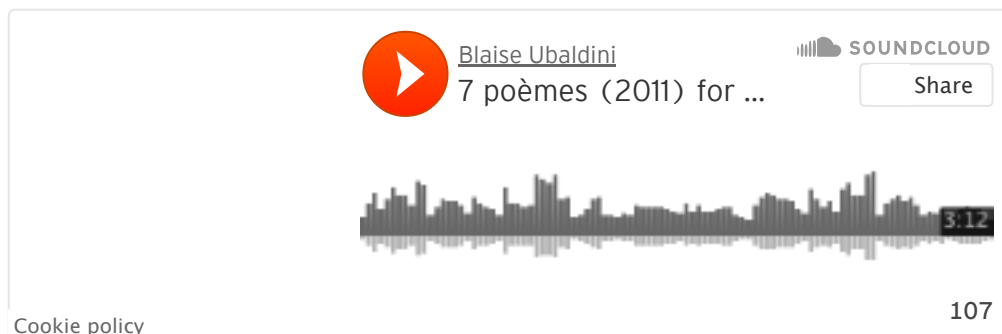 Blaise Ubaldini
SOUNDCLOUD
7 poèmes (2011) for ...
Share
3:12
107
Cookie policy